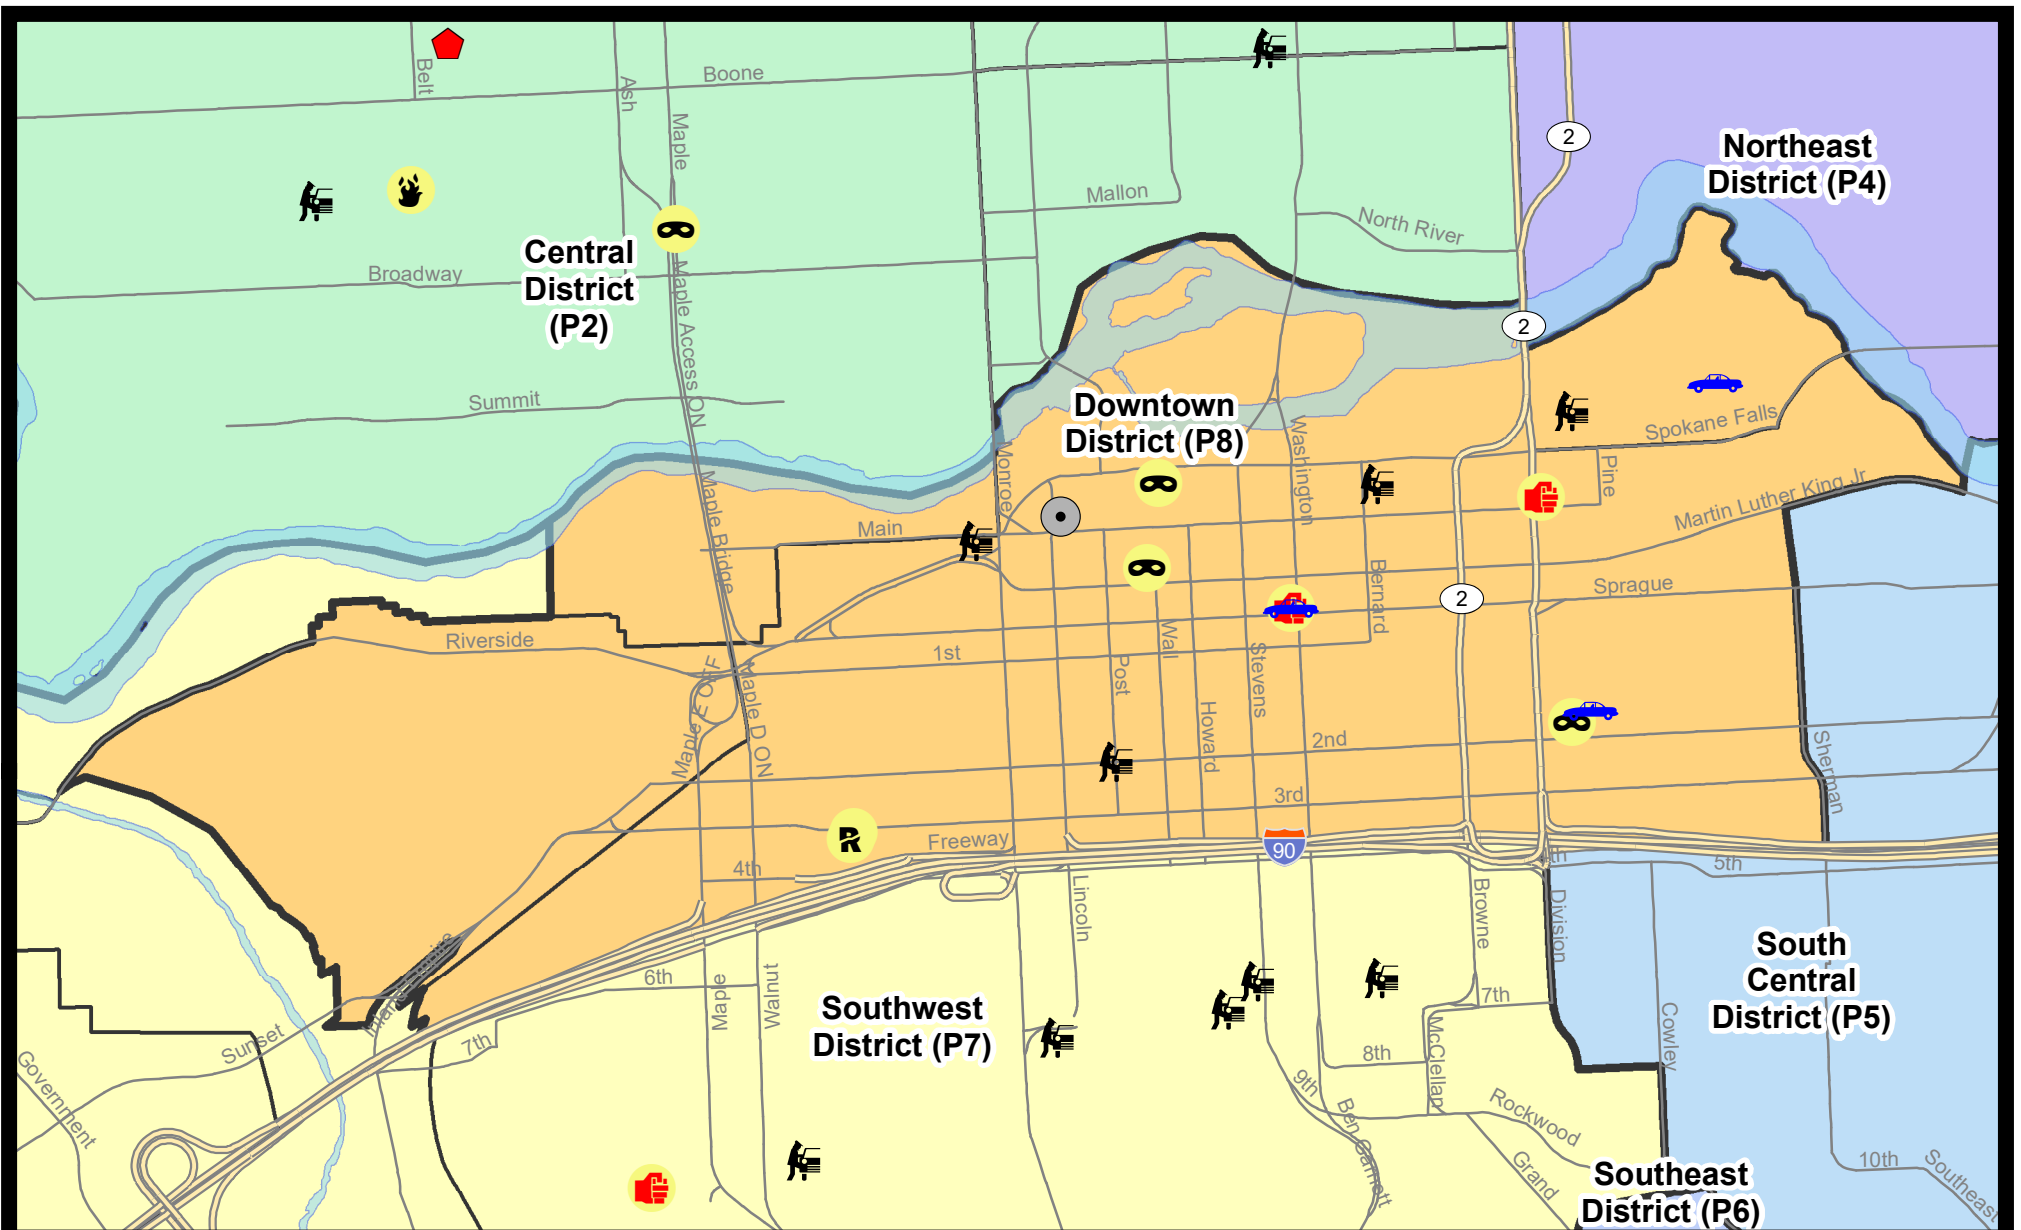 Belt
Ash
Maple
Boone
2
Northeast
District (P4)
Mallon
North River
Central
District
(P2)
Broadway
Maple Access ON
2
Summit
Downtown
District (P8)
Washington
Spokane Falls
Monroe
Pine
Maple Bridge
Main
Martin Luther King Jr
Bernard
2
Sprague
Riverside
1st
Wall
Post
Stevens
Maple E OFF
Maple D ON
Howard
2nd
Sherman
3rd
Freeway
90
4th
4th
5th
Lincoln
Browne
Division
Inland Empire
6th
Maple
Walnut
Southwest
District (P7)
7th
South
Central
District (P5)
Sunset
7th
McClellan
Cowley
8th
Government
9th
Ben Garnett
Rockwood
Grand
Southeast
District (P6)
10th
Southeast